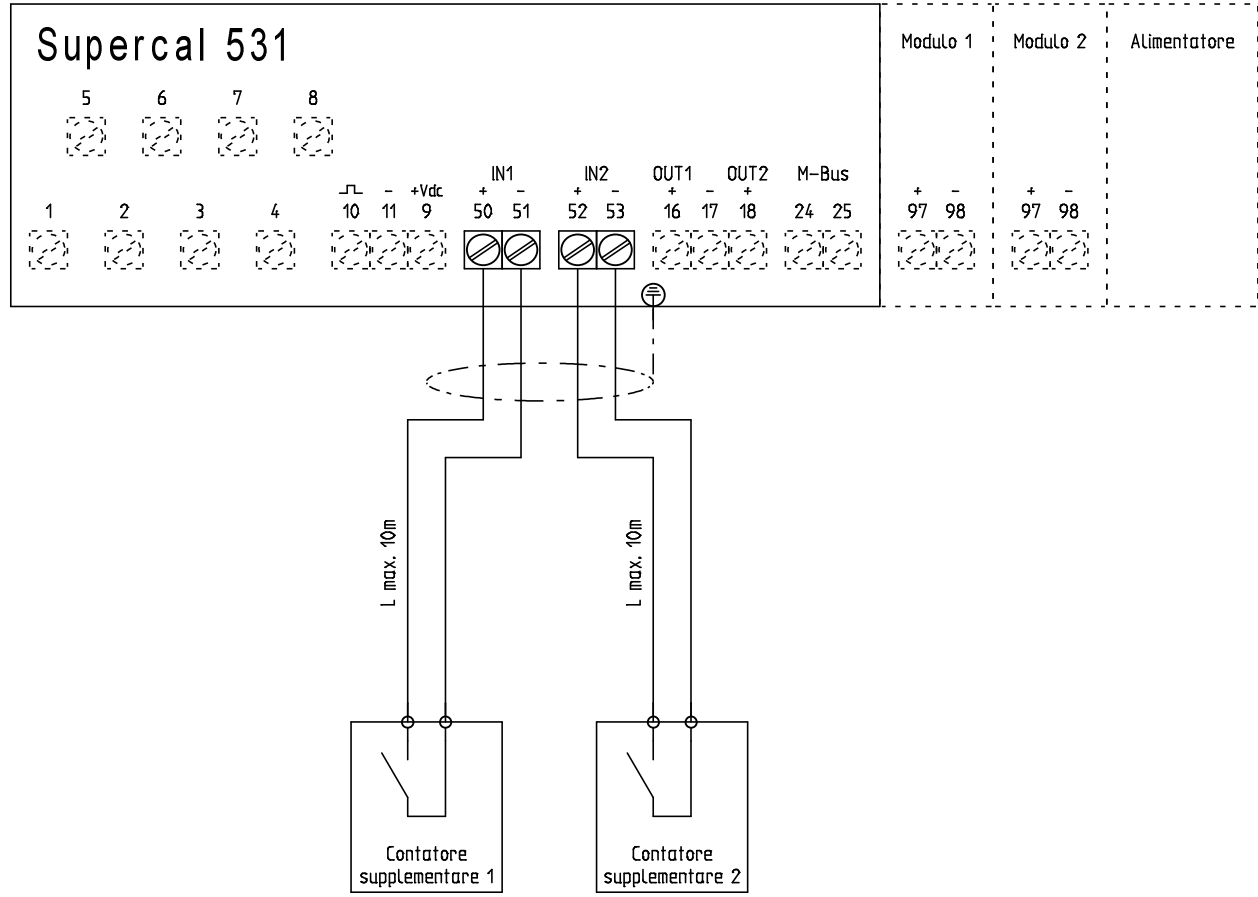 Supercal 531
Modulo 1 Modulo 2 Alimentatore
5 6 7 8
IN1 IN2 OUT1 OUT2 M-Bus
- +Vdc + - + - + - + + - + -
1 2 3 4 10 11 9 50 51 52 53 16 17 18 24 25 97 98 97 98
L max. 10m
L max. 10m
Contatore
supplementare 1
Contatore
supplementare 2